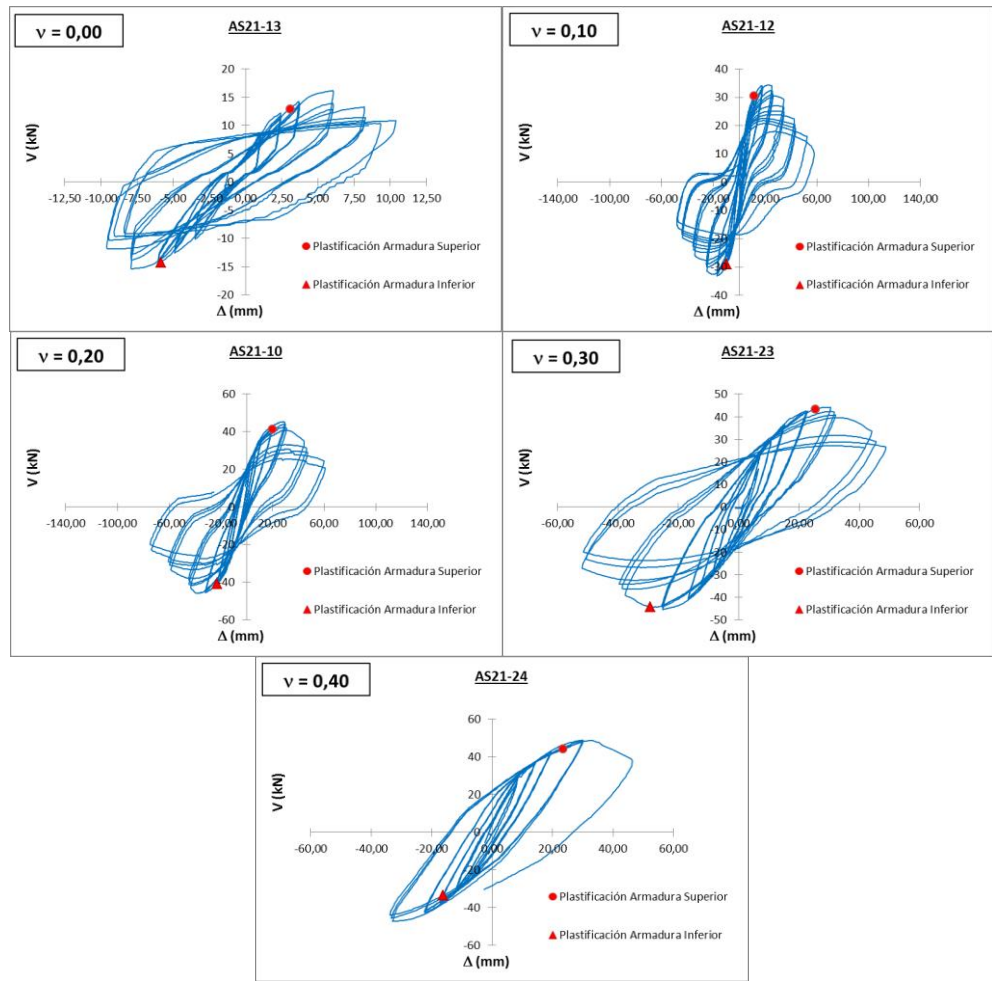 ν = 0,00
AS21-13
20
15
10
5
0
-5
-10
-15
-20
-12,50 -10,00 -7,50 -5,00 -2,50 0,00 2,50 5,00 7,50 10,00 12,50
V (kN)
Δ (mm)
Plastificación Armadura Superior
Plastificación Armadura Inferior
ν = 0,10
AS21-12
40
30
20
10
0
-10
-20
-30
-40
-140,00 -100,00 -60,00 -20,00 20,00 60,00 100,00 140,00
V (kN)
Δ (mm)
Plastificación Armadura Superior
Plastificación Armadura Inferior
ν = 0,20
AS21-10
60
40
20
0
-20
-40
-60
-140,00 -100,00 -60,00 -20,00 20,00 60,00 100,00 140,00
V (kN)
Δ (mm)
Plastificación Armadura Superior
Plastificación Armadura Inferior
ν = 0,30
AS21-23
50
40
30
20
10
0
-10
-20
-30
-40
-50
-60,00 -40,00 -20,00 0,00 20,00 40,00 60,00
V (kN)
Δ (mm)
Plastificación Armadura Superior
Plastificación Armadura Inferior
ν = 0,40
AS21-24
60
40
20
0
-20
-40
-60
-60,00 -40,00 -20,00 0,00 20,00 40,00 60,00
V (kN)
Δ (mm)
Plastificación Armadura Superior
Plastificación Armadura Inferior